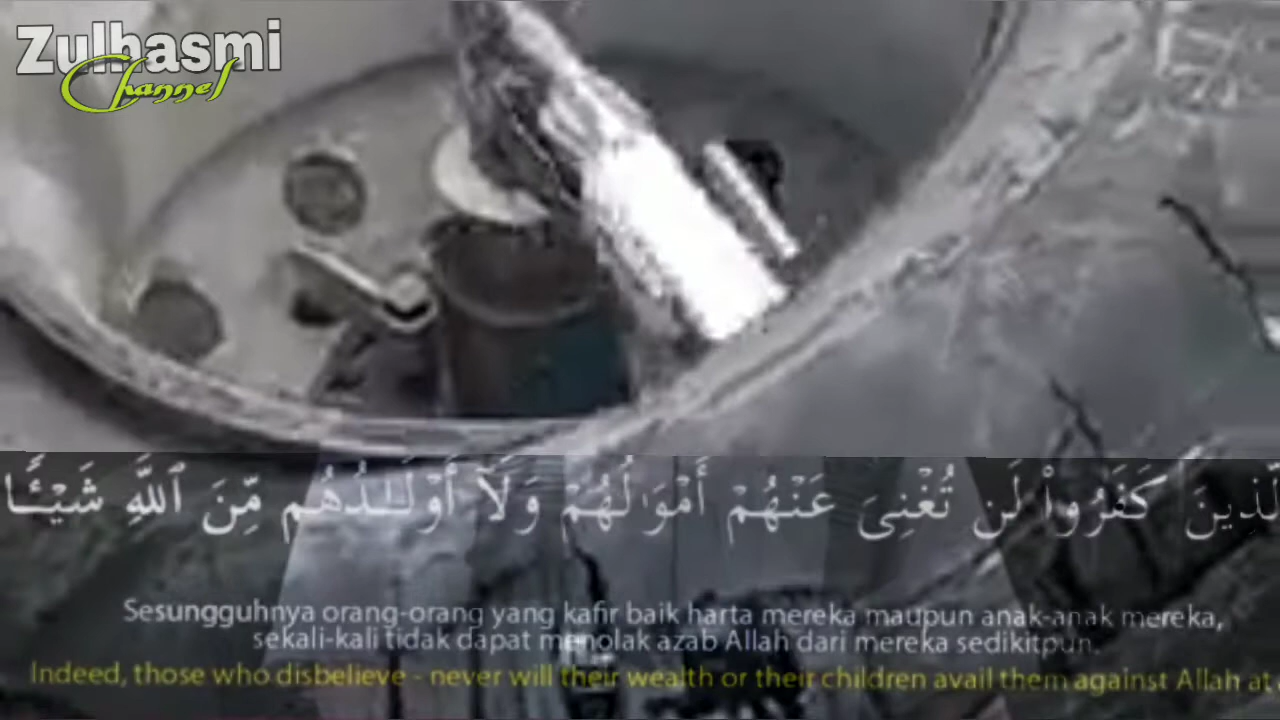 Zulhasmi
Channel
لَّذِينَ كَفَرُوا۟ لَن تُغْنِىَ عَنْهُمْ أَمْوَٰلُهُمْ وَلَآ أَوْلَـٰدُهُم مِّنَ ٱللَّهِ شَيْـًٔا
Sesungguhnya orang-orang yang kafir baik harta mereka maupun anak-anak mereka,
sekali-kali tidak dapat menolak azab Allah dari mereka sedikitpun.
Indeed, those who disbelieve - never will their wealth or their children avail them against Allah at